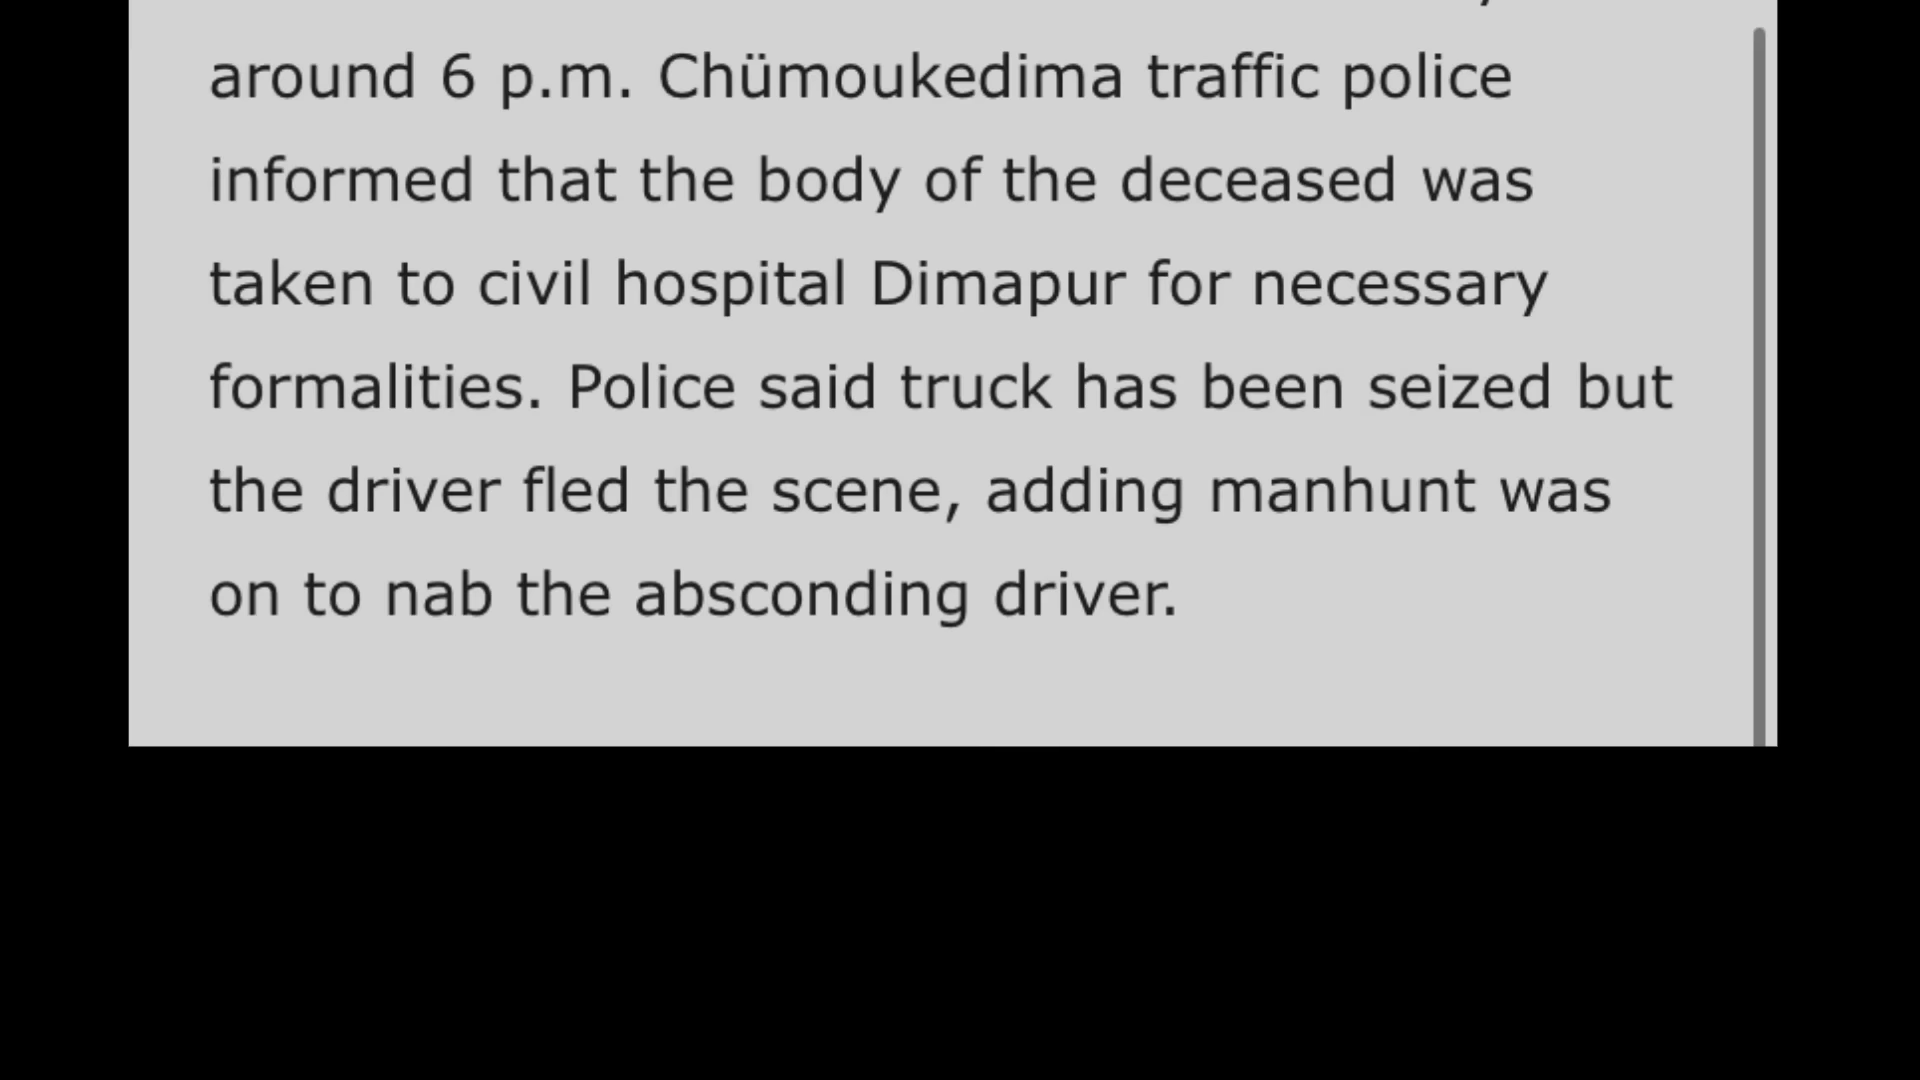 around 6 p.m. Chümoukedima traffic police
informed that the body of the deceased was
taken to civil hospital Dimapur for necessary
formalities. Police said truck has been seized but
the driver fled the scene, adding manhunt was
on to nab the absconding driver.